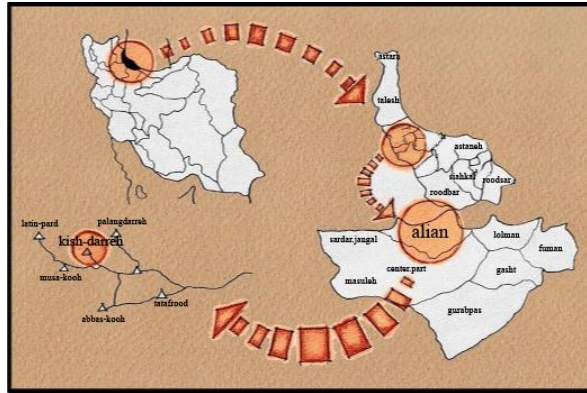 astara
talesh
astaneh
siahkal
roodsar
roodbar
alian
lolman
sardar.jangal
fuman
center.part
gasht
masuleh
gurabpas
latin-pard
palangdarreh
kish-darreh
musa-kooh
tatafrood
abbas-kooh